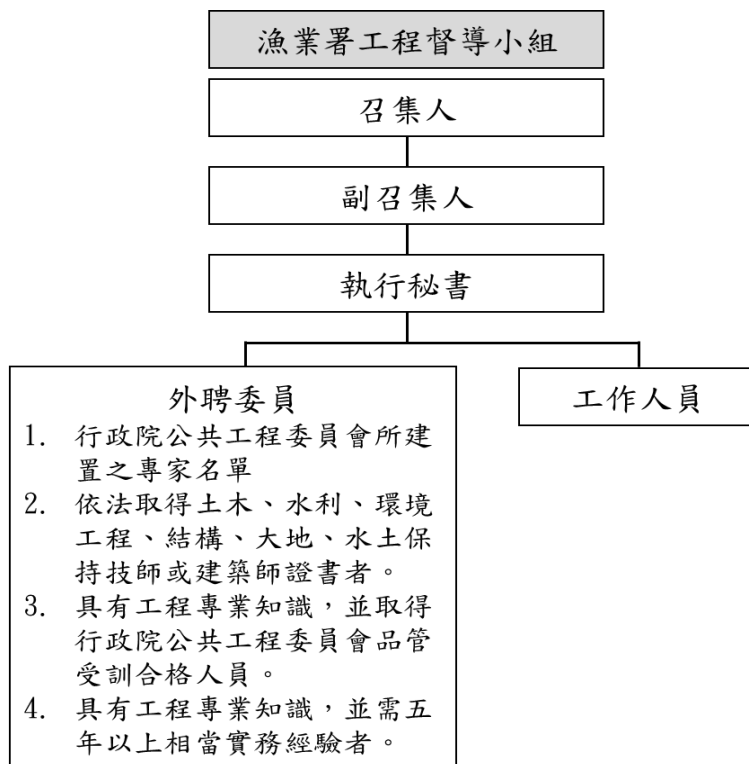 漁業署工程督導小組
召集人
副召集人
執行秘書
外聘委員
1. 行政院公共工程委員會所建
置之專家名單
2. 依法取得土木、水利、環境
工程、結構、大地、水土保
持技師或建築師證書者。
3. 具有工程專業知識，並取得
行政院公共工程委員會品管
受訓合格人員。
4. 具有工程專業知識，並需五
年以上相當實務經驗者。
工作人員